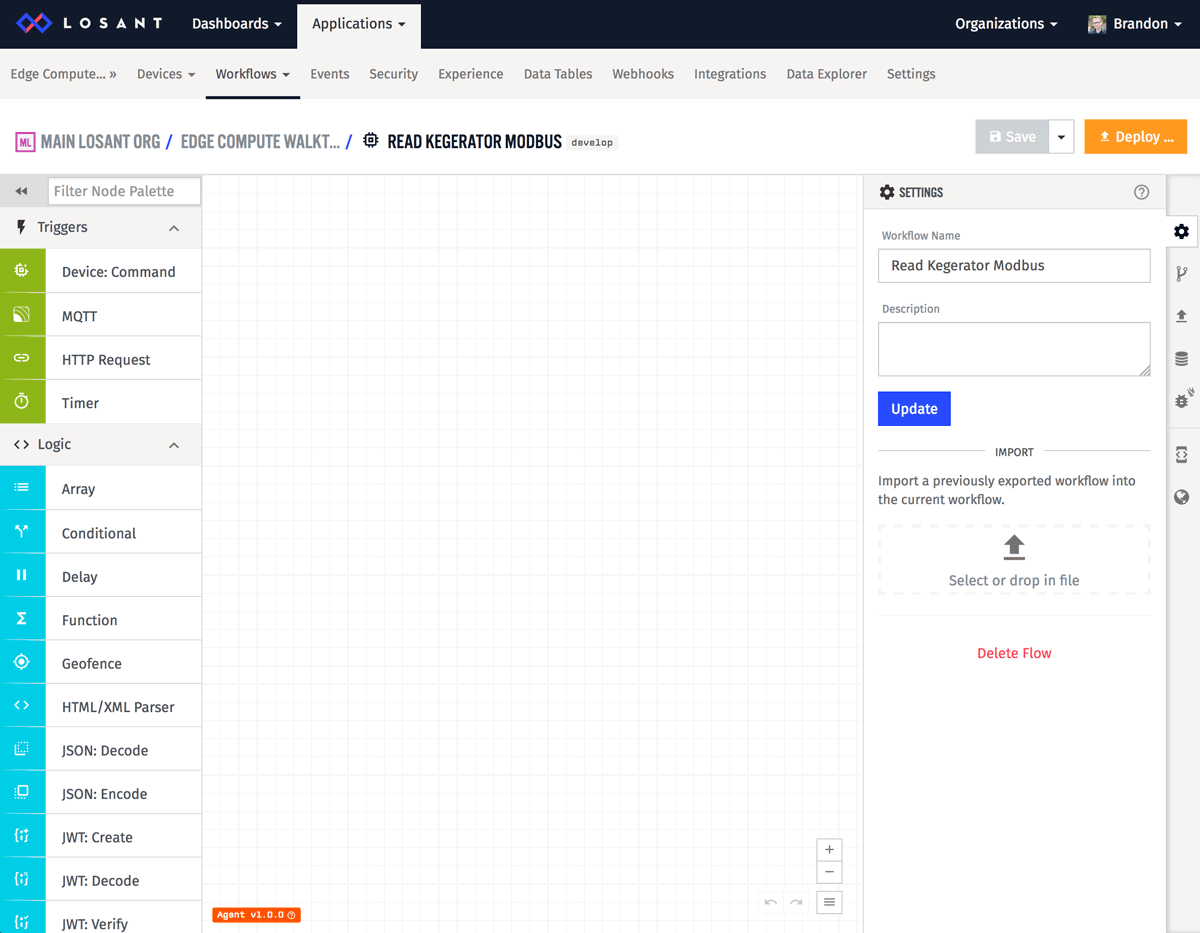 LOSANT
Dashboards
Applications
Organizations
Brandon
Edge Compute... »
Devices
Workflows
Events
Security
Experience
Data Tables
Webhooks
Integrations
Data Explorer
Settings
ML MAIN LOSANT ORG / EDGE COMPUTE WALKT... / READ KEGERATOR MODBUS develop
Save
Deploy ...
Filter Node Palette
Triggers
Device: Command
MQTT
HTTP Request
Timer
Logic
Array
Conditional
Delay
Function
Geofence
HTML/XML Parser
JSON: Decode
JSON: Encode
JWT: Create
JWT: Decode
JWT: Verify
Agent v1.0.0
SETTINGS
Workflow Name
Read Kegerator Modbus
Description
Update
IMPORT
Import a previously exported workflow into
the current workflow.
Select or drop in file
Delete Flow